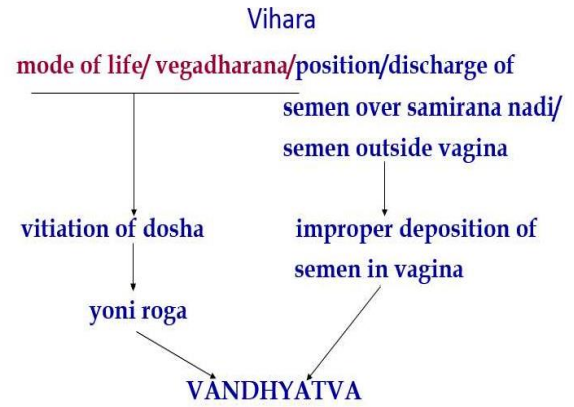 Vihara
mode of life/ vegadharana/position/discharge of
semen over samirana nadi/
semen outside vagina
vitiation of dosha
improper deposition of
semen in vagina
yoni roga
VANDHYATVA